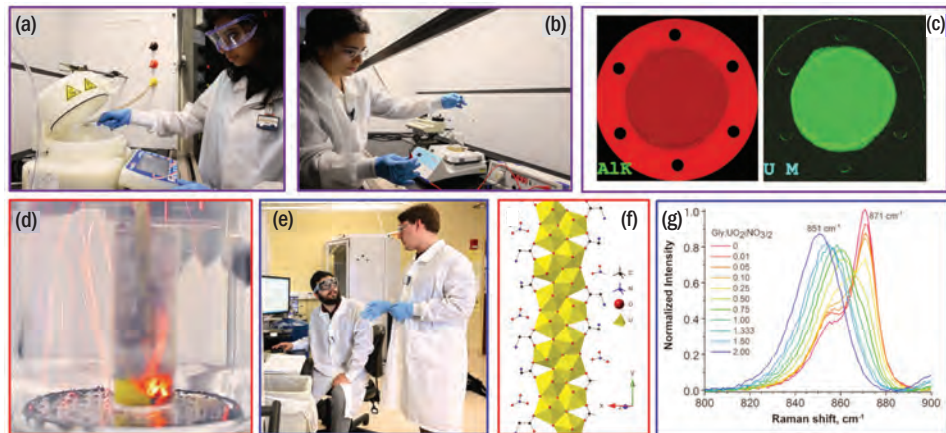 (a)
(b)
(c)
AlK
U M
(d)
(e)
(f)
C
N
O
U
(g)
Gly:UO₂/NO3/2
0
0.01
0.05
0.10
0.25
0.50
0.75
1.00
1.333
1.50
2.00
851 cm⁻¹
871 cm⁻¹
Normalized Intensity
1.0
0.8
0.6
0.4
0.2
0.0
800
820
840
860
880
900
Raman shift, cm⁻¹